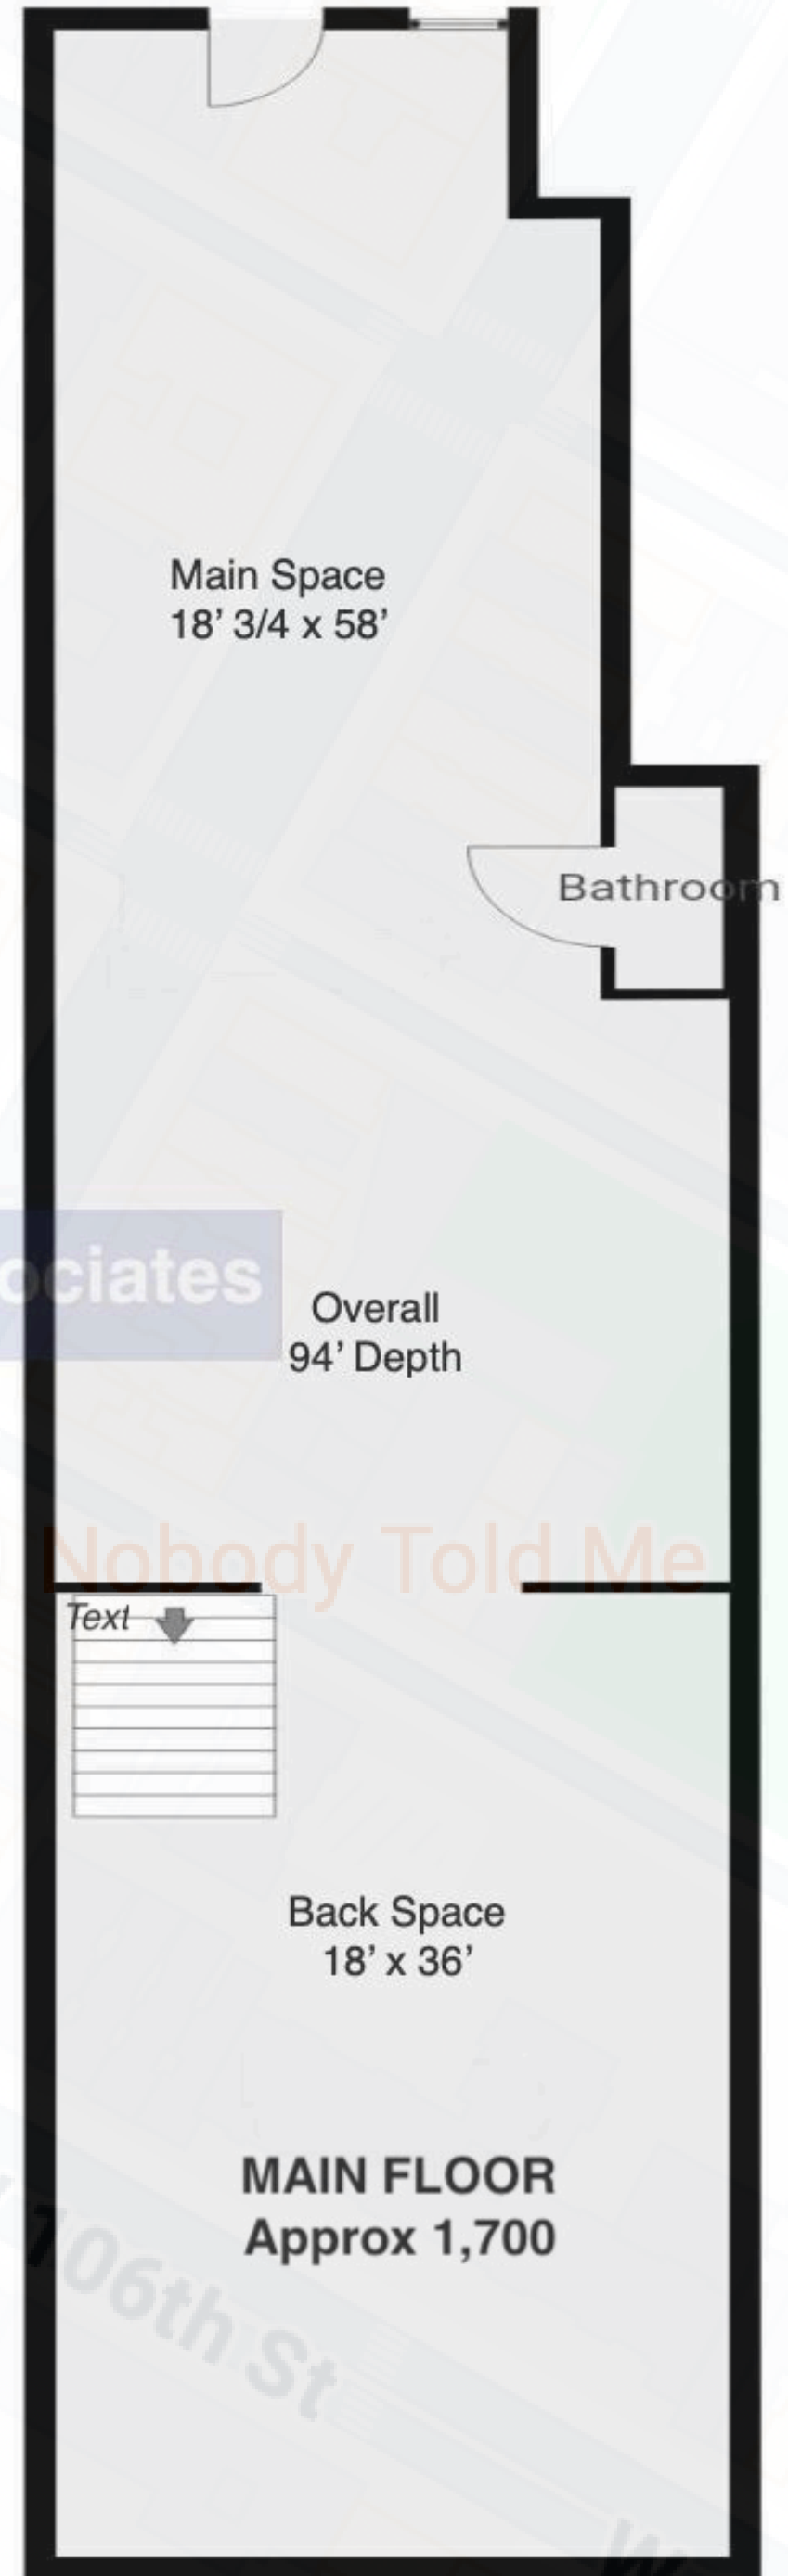 Main Space
18’ 3/4 x 58’
Bathroom
ociates
Overall
94’ Depth
Nobody Told Me
Text
Back Space
18’ x 36’
MAIN FLOOR
Approx 1,700
106th St